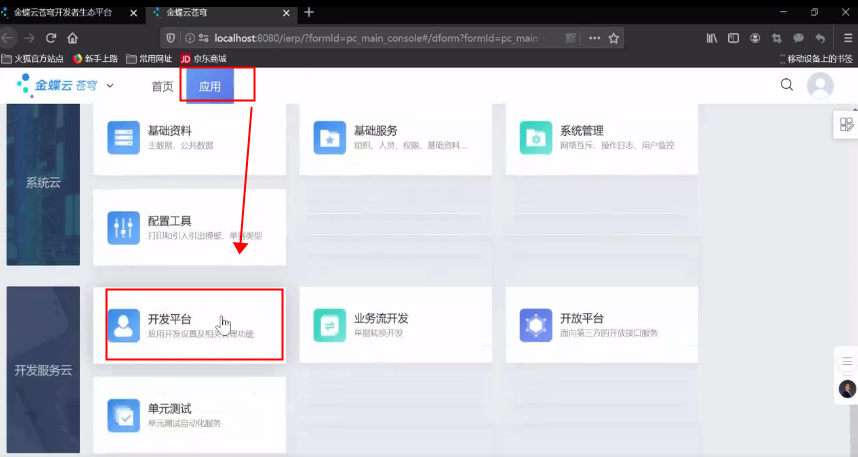 金蝶云苍穹开发者生态平台
金蝶云苍穹
localhost:8080/ierp/?formId=pc_main_console#/dform?formId=pc_main
火狐官方站点 新手上路 常用网址 JD 京东商城 移动设备上的书签
金蝶云 苍穹 首页 应用
系统云
基础资料
主数据、公共数据
基础服务
组织、人员、权限、基础资料...
系统管理
网络互斥、操作日志、用户监控
配置工具
打印和引入引出模板、单据类型
开发服务云
开发平台
应用开发设置及相关管理功能
业务流开发
单据转换开发
开放平台
面向第三方的开放接口服务
单元测试
单元测试自动化服务